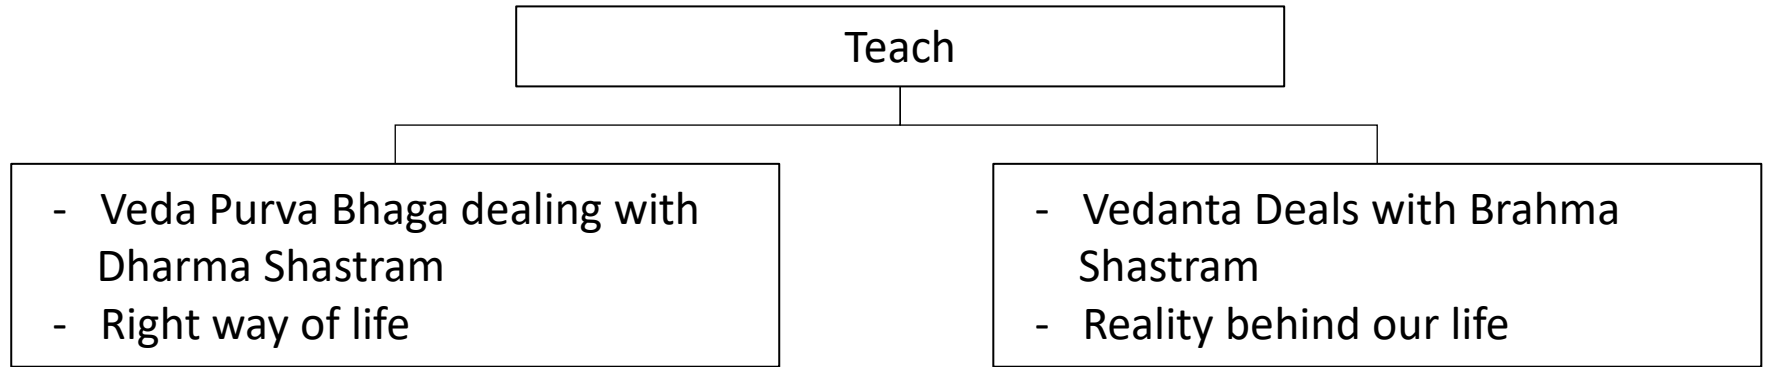 Teach
- Veda Purva Bhaga dealing with
Dharma Shastram
- Right way of life
- Vedanta Deals with Brahma
Shastram
- Reality behind our life